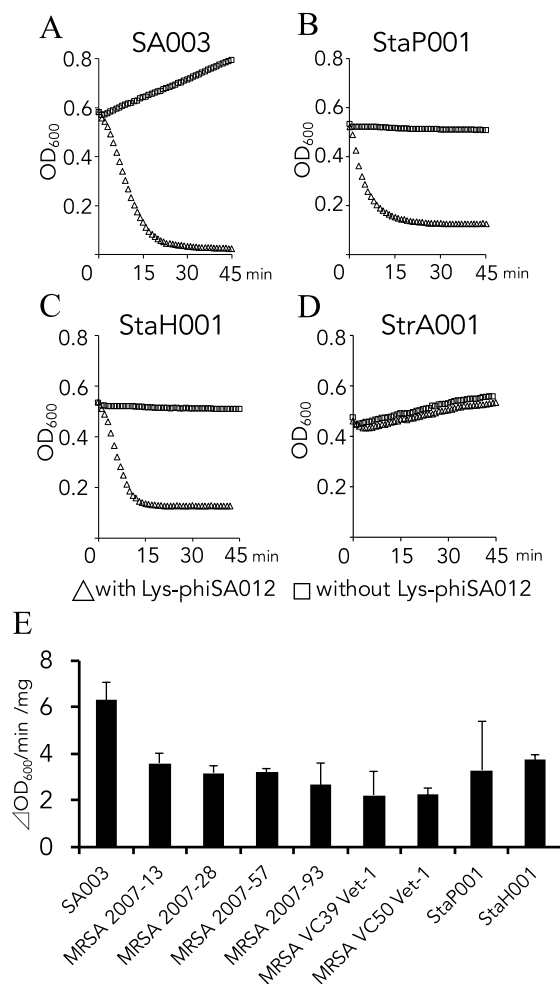 A
SA003
0.8
0.6
0.4
0.2
OD600
0 15 30 45 min
B
StaP001
0.8
0.6
0.4
0.2
OD600
0 15 30 45 min
C
StaH001
0.8
0.6
0.4
0.2
OD600
0 15 30 45 min
D
StrA001
0.8
0.6
0.4
0.2
OD600
0 15 30 45 min
△with Lys-phiSA012 □without Lys-phiSA012
E
8
6
4
2
0
⊿OD600/min /mg
SA003
MRSA 2007-13
MRSA 2007-28
MRSA 2007-57
MRSA 2007-93
MRSA VC39 Vet-1
MRSA VC50 Vet-1
StaP001
StaH001